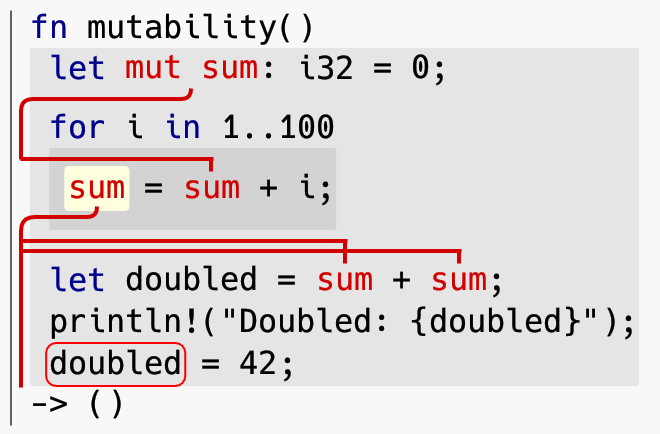 fn mutability()
let mut sum: i32 = 0;
for i in 1..100
sum = sum + i;
let doubled = sum + sum;
println!("Doubled: {doubled}");
doubled = 42;
-> ()